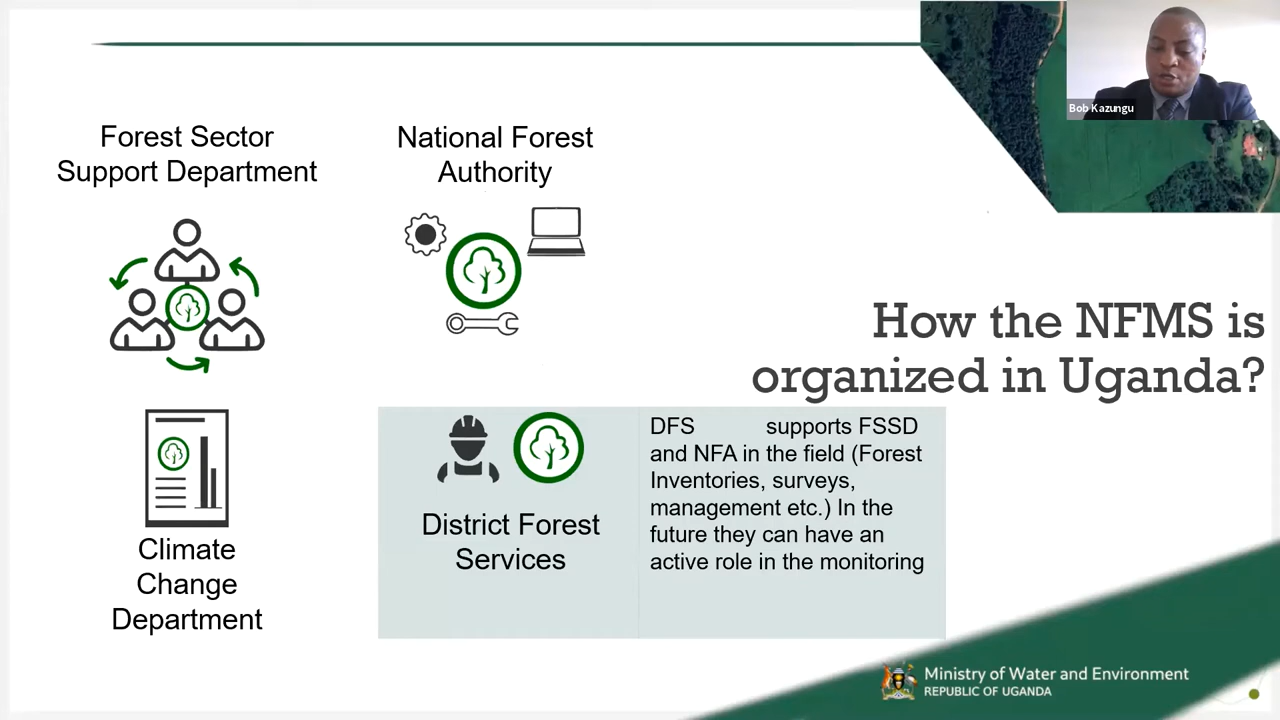 Bob Kazungu
Forest Sector
Support Department
National Forest
Authority
How the NFMS is
organized in Uganda?
Climate
Change
Department
District Forest
Services
DFS supports FSSD
and NFA in the field (Forest
Inventories, surveys,
management etc.) In the
future they can have an
active role in the monitoring
Ministry of Water and Environment
REPUBLIC OF UGANDA